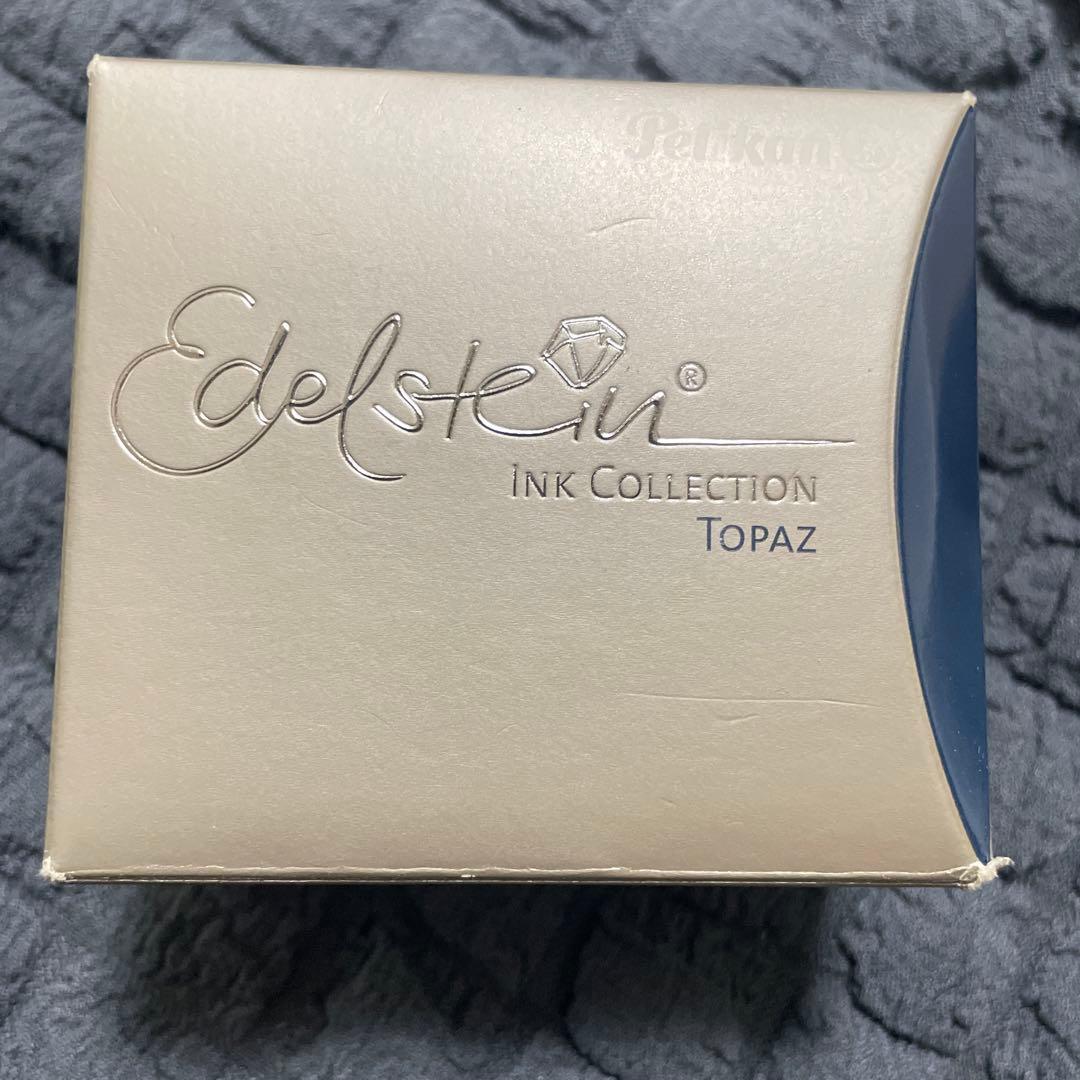 Pelikan
Edelstein®
INK COLLECTION
TOPAZ